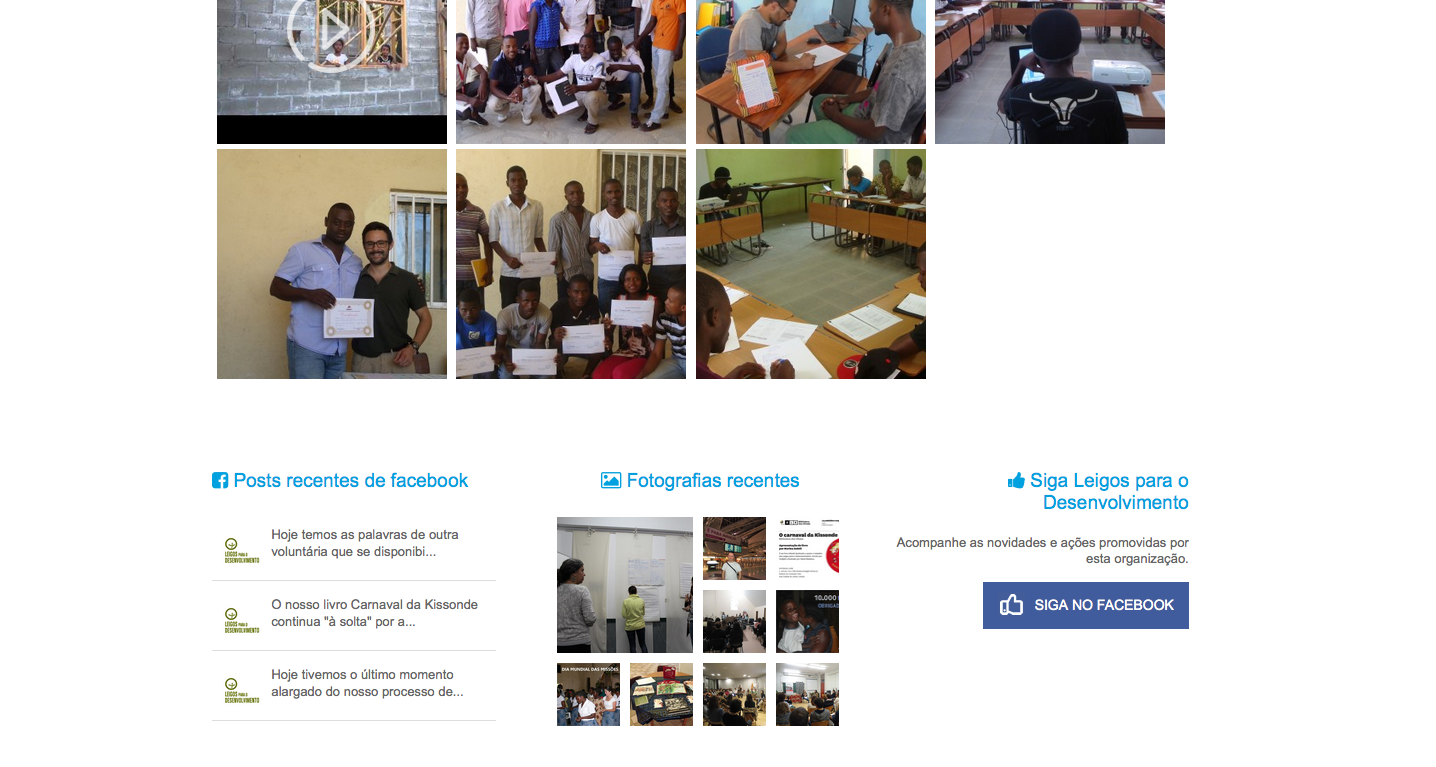 Posts recentes de facebook
LEIGOS PARA O
DESENVOLVIMENTO
Hoje temos as palavras de outra
voluntária que se disponibi...
LEIGOS PARA O
DESENVOLVIMENTO
O nosso livro Carnaval da Kissonde
continua "à solta" por a...
LEIGOS PARA O
DESENVOLVIMENTO
Hoje tivemos o último momento
alargado do nosso processo de...
Fotografias recentes
O carnaval da Kissonde
10.000
DIA MUNDIAL DAS MISSÕES
Siga Leigos para o
Desenvolvimento
Acompanhe as novidades e ações promovidas por
esta organização.
SIGA NO FACEBOOK